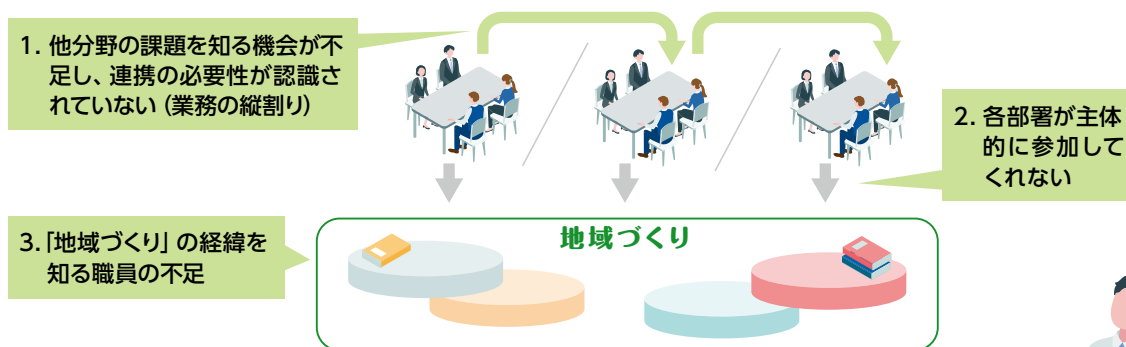 1. 他分野の課題を知る機会が不
足し、連携の必要性が認識さ
れていない（業務の縦割り）
2. 各部署が主体
的に参加して
くれない
3.「地域づくり」の経緯を
知る職員の不足
地域づくり